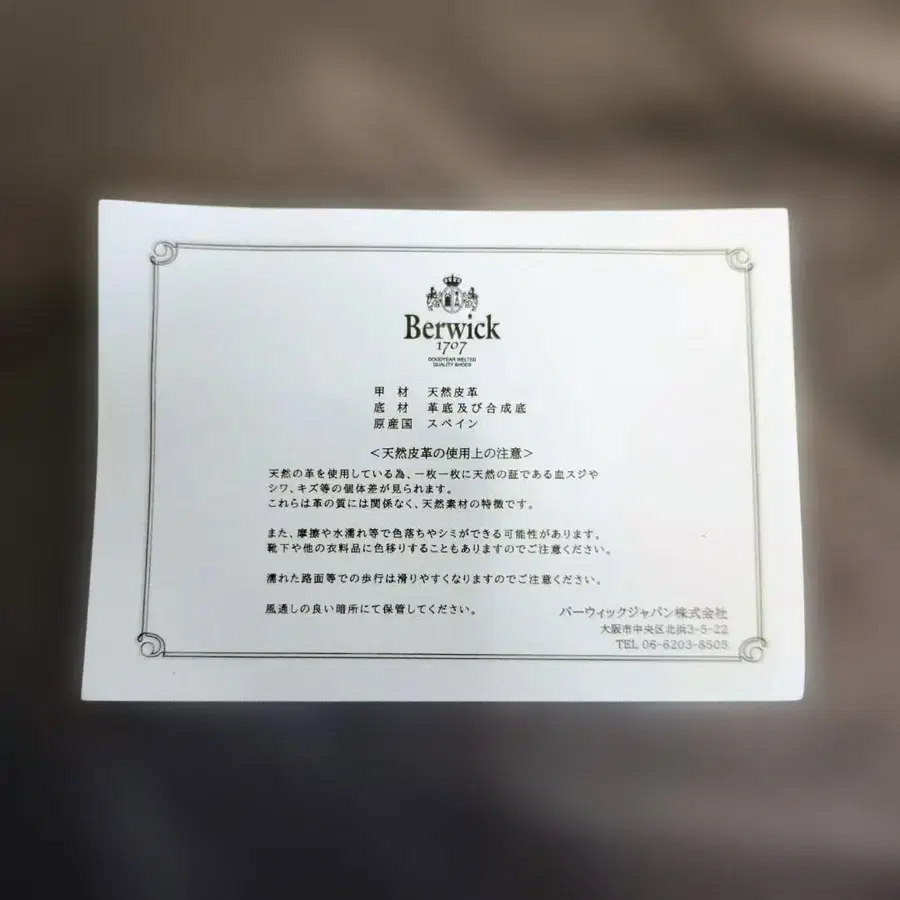 Berwick
1707
GOODYEAR WELTED
QUALITY SHOES
甲 材 天然皮革
底 材 革底及び合成底
原産国 スペイン
＜天然皮革の使用上の注意＞
天然の革を使用している為、一枚一枚に天然の証である血スジや
シワ、キズ等の個体差が見られます。
これらは革の質には関係なく、天然素材の特徴です。
また、摩擦や水濡れ等で色落ちやシミができる可能性があります。
靴下や他の衣料品に色移りすることもありますのでご注意ください。
濡れた路面等での歩行は滑りやすくなりますのでご注意ください。
風通しの良い暗所にて保管してください。
バーウィックジャパン株式会社
大阪市中央区北浜3-5-22
TEL 06-6203-8505